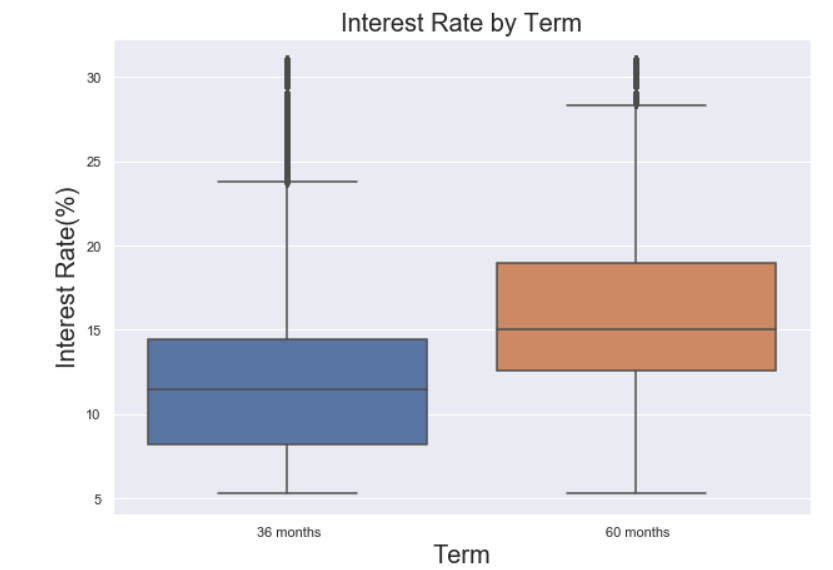 Interest Rate by Term
Interest Rate(%)
30
25
20
15
10
5
36 months
60 months
Term